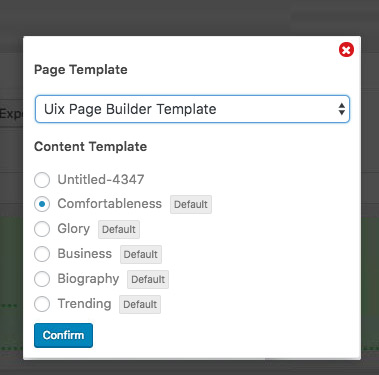 Page Template
Expo
Uix Page Builder Template
Content Template
Untitled-4347
Comfortableness Default
Glory Default
Business Default
Biography Default
Trending Default
Confirm